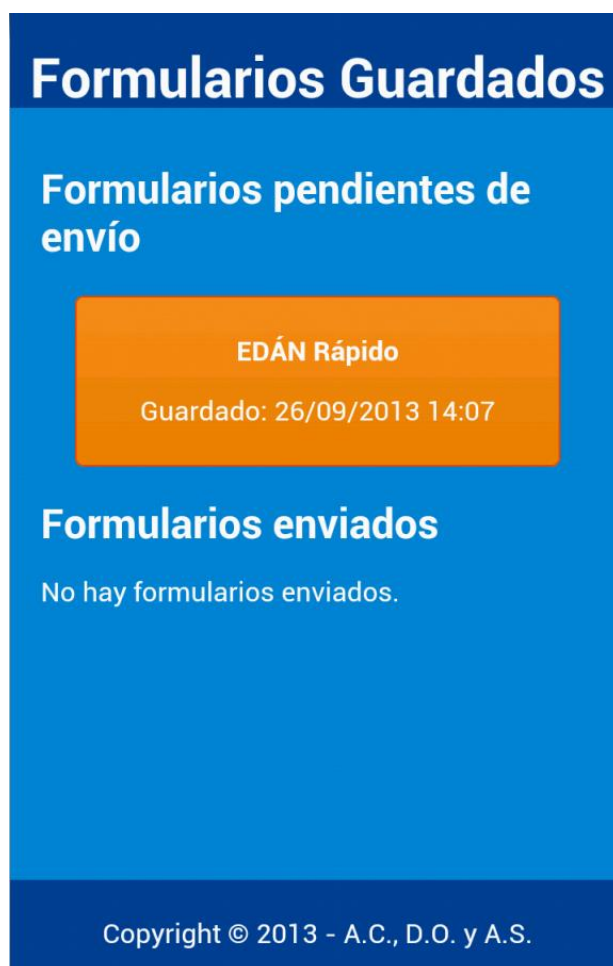 Formularios Guardados
Formularios pendientes de
envío
EDÁN Rápido
Guardado: 26/09/2013 14:07
Formularios enviados
No hay formularios enviados.
Copyright © 2013 - A.C., D.O. y A.S.